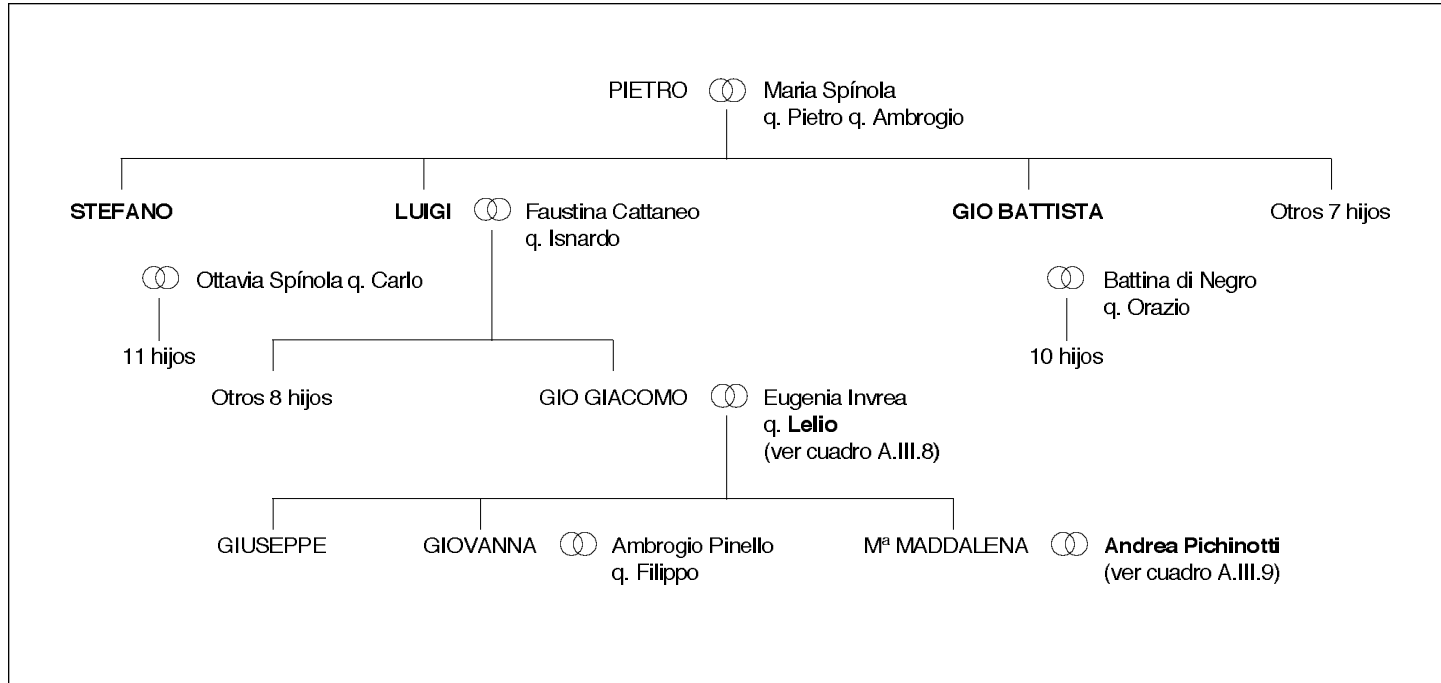 PIETRO Maria Spínola
q. Pietro q. Ambrogio
STEFANO LUIGI Faustina Cattaneo GIO BATTISTA Otros 7 hijos
q. Isnardo
Ottavia Spínola q. Carlo Battina di Negro
q. Orazio
11 hijos 10 hijos
Otros 8 hijos GIO GIACOMO Eugenia Invrea
q. Lelio
(ver cuadro A.III.8)
GIUSEPPE GIOVANNA Ambrogio Pinello Mª MADDALENA Andrea Pichinotti
q. Filippo (ver cuadro A.III.9)